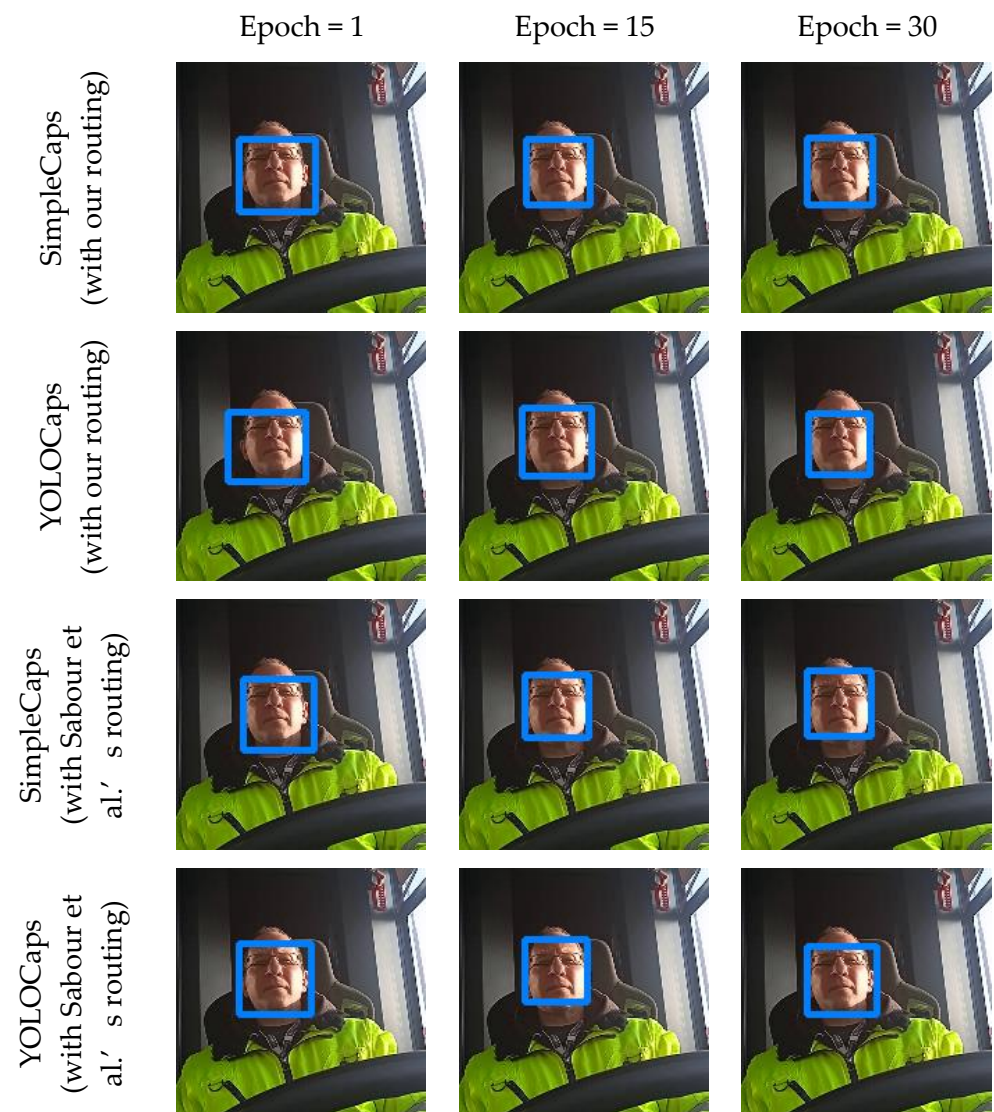 Epoch = 1
Epoch = 15
Epoch = 30
SimpleCaps
(with our routing)
YOLOCaps
(with our routing)
SimpleCaps
(with Sabour et
al.′ s routing)
YOLOCaps
(with Sabour et
al.′ s routing)